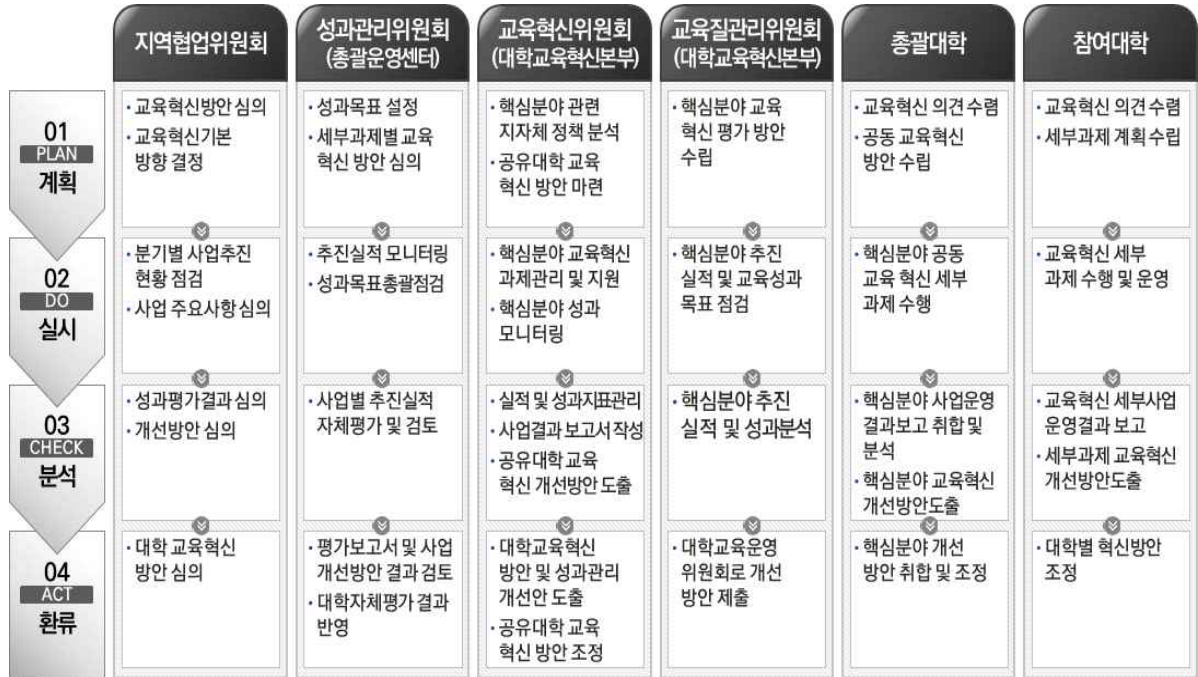 지역협업위원회
성과관리위원회
(총괄운영센터)
교육혁신위원회
(대학교육혁신본부)
교육질관리위원회
(대학교육혁신본부)
총괄대학
참여대학
01
PLAN
계획
· 교육혁신방안 심의
· 교육혁신기본
방향 결정
· 성과목표 설정
· 세부과제별 교육
혁신 방안 심의
· 핵심분야 관련
지자체 정책 분석
· 공유대학 교육
혁신 방안 마련
· 핵심분야 교육
혁신 평가 방안
수립
· 교육혁신 의견 수렴
· 공동 교육혁신
방안 수립
· 교육혁신 의견 수렴
· 세부과제 계획 수립
02
DO
실시
· 분기별 사업추진
현황 점검
· 사업 주요사항 심의
· 추진실적 모니터링
· 성과목표총괄점검
· 핵심분야 교육혁신
과제관리 및 지원
· 핵심분야 성과
모니터링
· 핵심분야 추진
실적 및 교육성과
목표 점검
· 핵심분야 공동
교육 혁신 세부
과제 수행
· 교육혁신 세부
과제 수행 및 운영
03
CHECK
분석
· 성과평가결과 심의
· 개선방안 심의
· 사업별 추진실적
자체평가 및 검토
· 실적 및 성과지표관리
· 사업결과 보고서 작성
· 공유대학 교육
혁신 개선방안 도출
· 핵심분야 추진
실적 및 성과분석
· 핵심분야 사업운영
결과보고 취합 및
분석
· 핵심분야 교육혁신
개선방안도출
· 교육혁신 세부사업
운영결과 보고
· 세부과제 교육혁신
개선방안도출
04
ACT
환류
· 대학 교육혁신
방안 심의
· 평가보고서 및 사업
개선방안 결과 검토
· 대학자체평가 결과
반영
· 대학교육혁신
방안 및 성과관리
개선안 도출
· 공유대학 교육
혁신 방안 조정
· 대학교육운영
위원회로 개선
방안 제출
· 핵심분야 개선
방안 취합 및 조정
· 대학별 혁신방안
조정